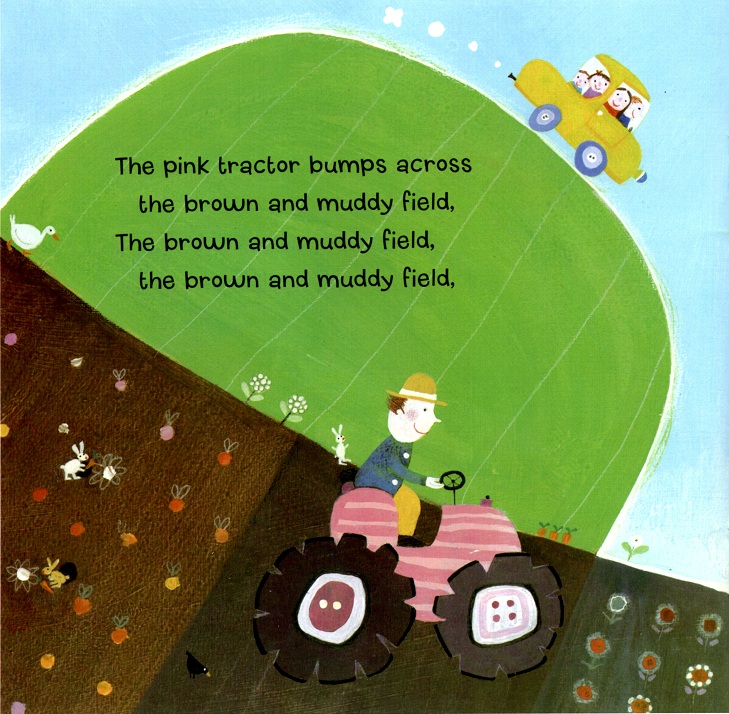 The pink tractor bumps across
the brown and muddy field,
The brown and muddy field,
the brown and muddy field,